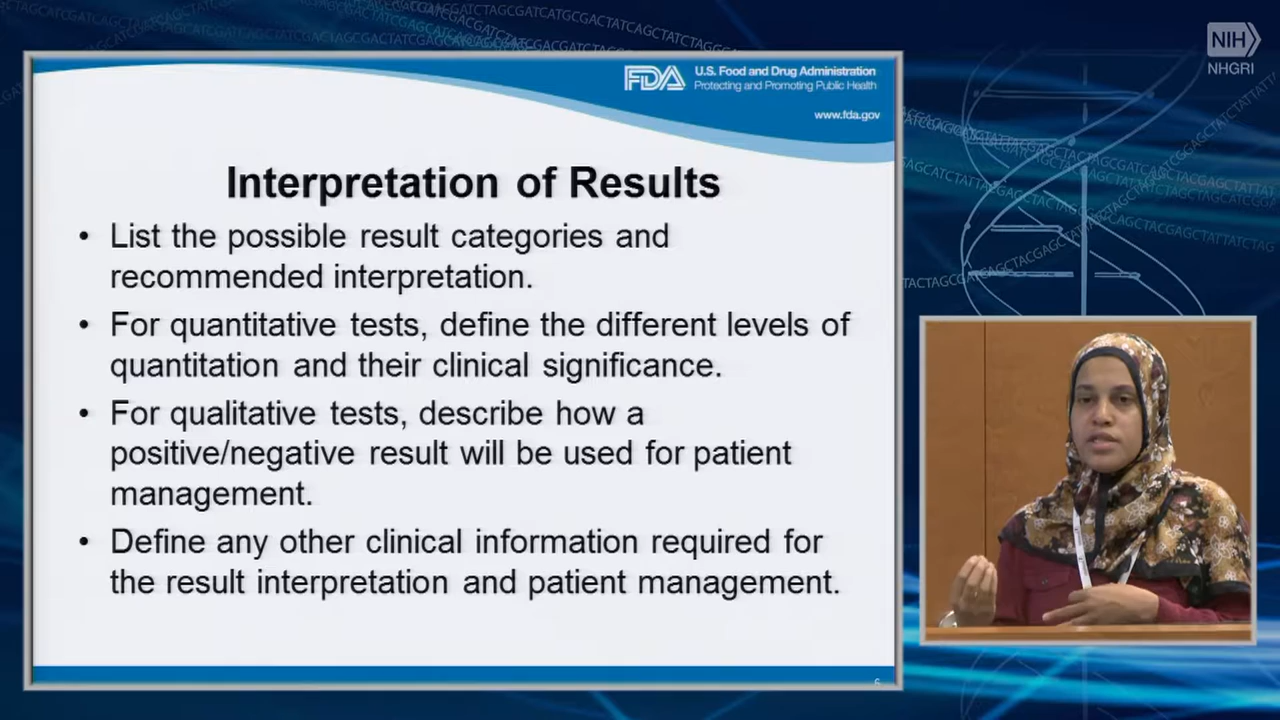 NIH
NHGRI
FDA U.S. Food and Drug Administration
Protecting and Promoting Public Health
www.fda.gov
Interpretation of Results
• List the possible result categories and
recommended interpretation.
• For quantitative tests, define the different levels of
quantitation and their clinical significance.
• For qualitative tests, describe how a
positive/negative result will be used for patient
management.
• Define any other clinical information required for
the result interpretation and patient management.